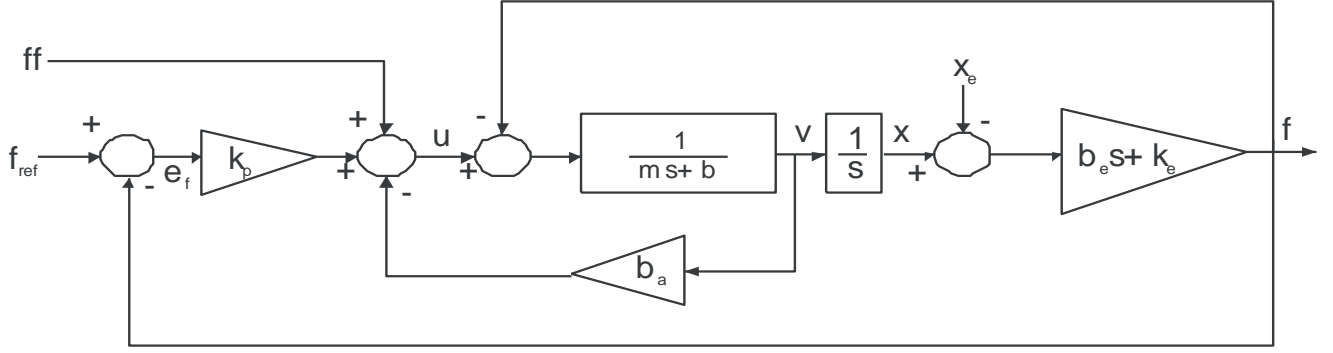 ff
x_e
+
-
+
-
f_ref
e_f
-
k_p
+
+
-
u
+
1
ms+b
v
1
s
x
+
b_e s+ k_e
f
b_a